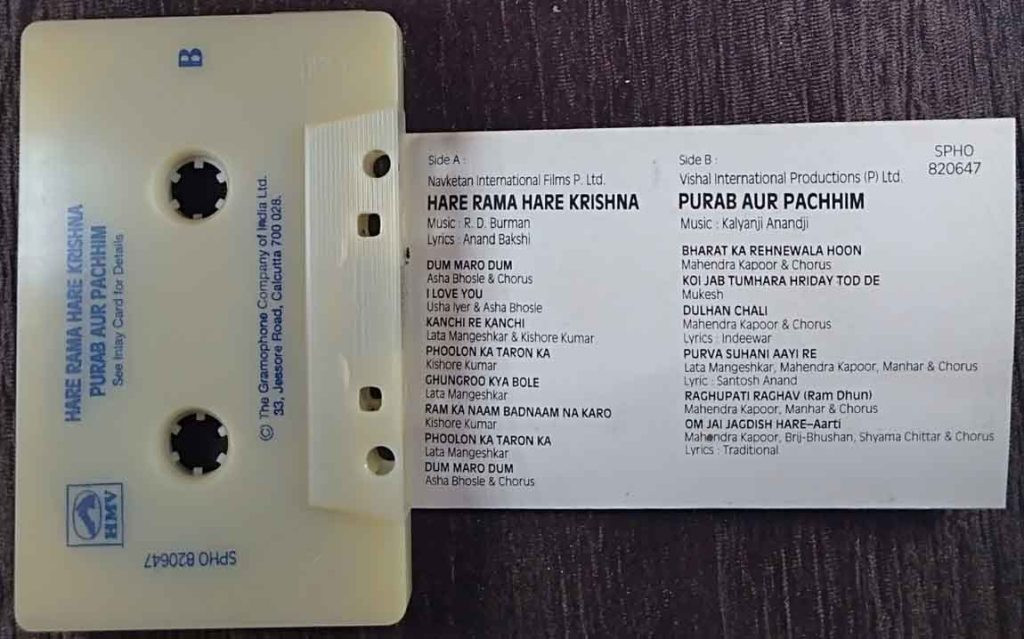 B
HARE RAMA HARE KRISHNA
PURAB AUR PACHHIM
See Inlay Card for Details
© The Gramophone Company of India Ltd.
33, Jessore Road, Calcutta 700 028.
HMV
SPHO 820647
Side A :
Navketan International Films P. Ltd.
HARE RAMA HARE KRISHNA
Music : R. D. Burman
Lyrics : Anand Bakshi
DUM MARO DUM
Asha Bhosle & Chorus
I LOVE YOU
Usha Iyer & Asha Bhosle
KANCHI RE KANCHI
Lata Mangeshkar & Kishore Kumar
PHOOLON KA TARON KA
Kishore Kumar
GHUNGROO KYA BOLE
Lata Mangeshkar
RAM KA NAAM BADNAAM NA KARO
Kishore Kumar
PHOOLON KA TARON KA
Lata Mangeshkar
DUM MARO DUM
Asha Bhosle & Chorus
SPHO
820647
Side B :
Vishal International Productions (P) Ltd.
PURAB AUR PACHHIM
Music : Kalyanji Anandji
BHARAT KA REHNEWALA HOON
Mahendra Kapoor & Chorus
KOI JAB TUMHARA HRIDAY TOD DE
Mukesh
DULHAN CHALI
Mahendra Kapoor & Chorus
Lyrics : Indeewar
PURVA SUHANI AAYI RE
Lata Mangeshkar, Mahendra Kapoor, Manhar & Chorus
Lyric : Santosh Anand
RAGHUPATI RAGHAV (Ram Dhun)
Mahendra Kapoor, Manhar & Chorus
OM JAI JAGDISH HARE–Aarti
Mahendra Kapoor, Brij-Bhushan, Shyama Chittar & Chorus
Lyrics : Traditional